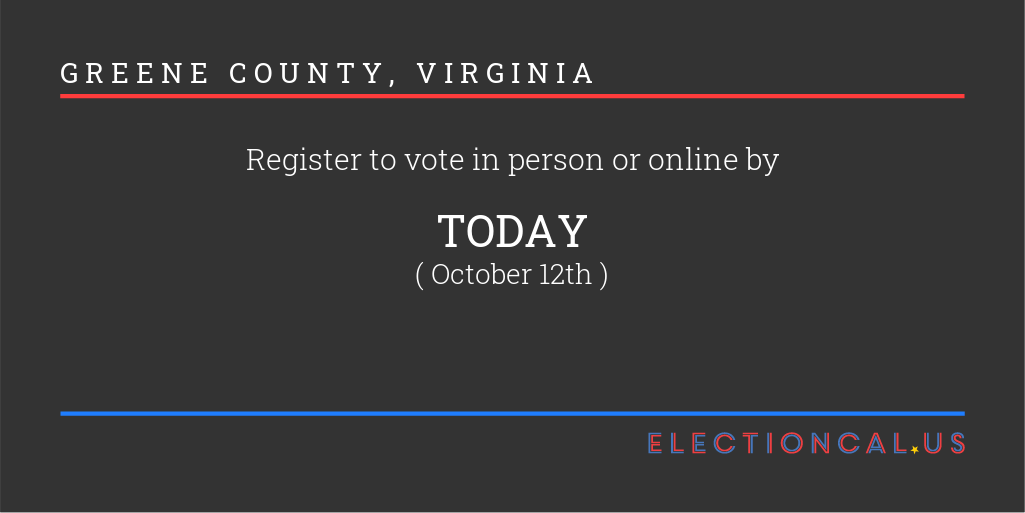 GREENE COUNTY, VIRGINIA
Register to vote in person or online by
TODAY
( October 12th )
ELECTIONCAL.US